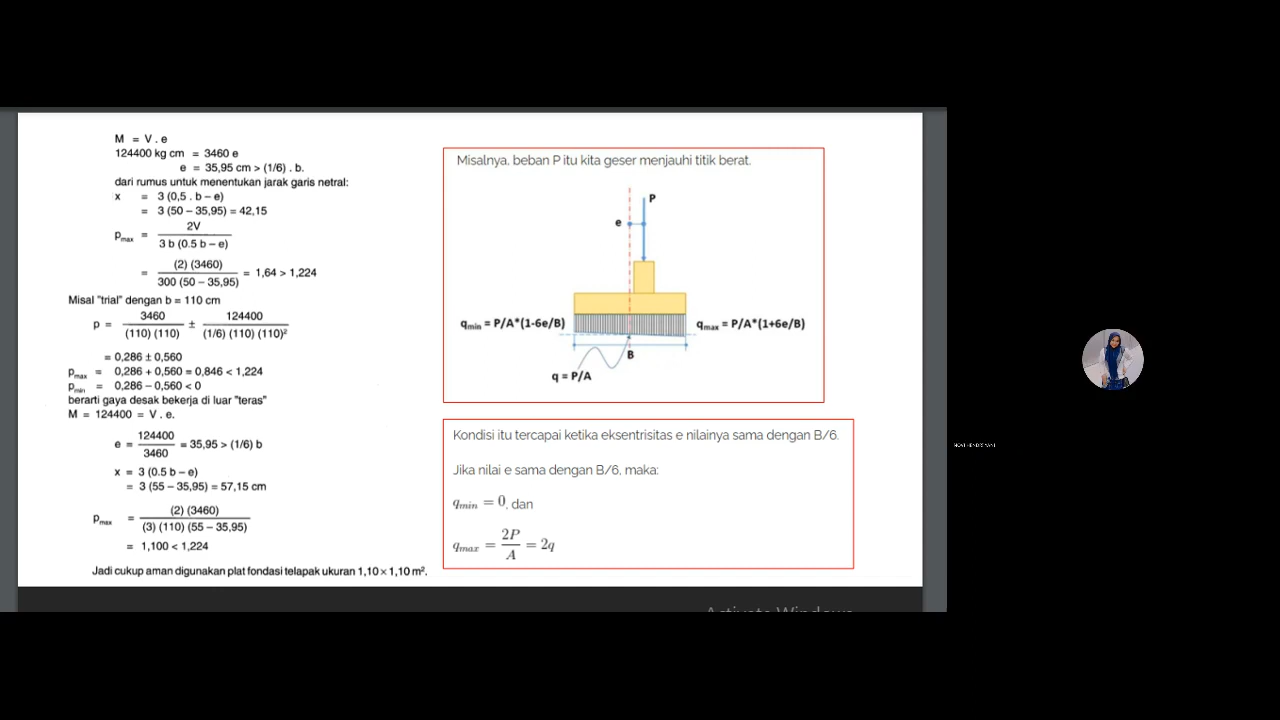 M = V . e
124400 kg cm = 3460 e
e = 35,95 cm > (1/6) . b.
dari rumus untuk menentukan jarak garis netral:
x = 3 (0,5 . b – e)
= 3 (50 – 35,95) = 42,15
Pmax = 2V / 3 b (0.5 b – e)
= (2) (3460) / 300 (50 – 35,95) = 1,64 > 1,224
Misal "trial" dengan b = 110 cm
p = 3460 / (110) (110) ± 124400 / (1/6) (110) (110)²
= 0,286 ± 0,560
Pmax = 0,286 + 0,560 = 0,846 < 1,224
Pmin = 0,286 – 0,560 < 0
berarti gaya desak bekerja di luar "teras"
M = 124400 = V . e.
e = 124400 / 3460 = 35,95 > (1/6) b
x = 3 (0.5 b – e)
= 3 (55 – 35,95) = 57,15 cm
Pmax = (2) (3460) / (3) (110) (55 – 35,95)
= 1,100 < 1,224
Jadi cukup aman digunakan plat fondasi telapak ukuran 1,10 × 1,10 m².
Misalnya, beban P itu kita geser menjauhi titik berat.
P
e
qmin = P/A*(1-6e/B)
qmax = P/A*(1+6e/B)
B
q = P/A
Kondisi itu tercapai ketika eksentrisitas e nilainya sama dengan B/6.
Jika nilai e sama dengan B/6, maka:
qmin = 0, dan
qmax = 2P / A = 2q
Activate Windows